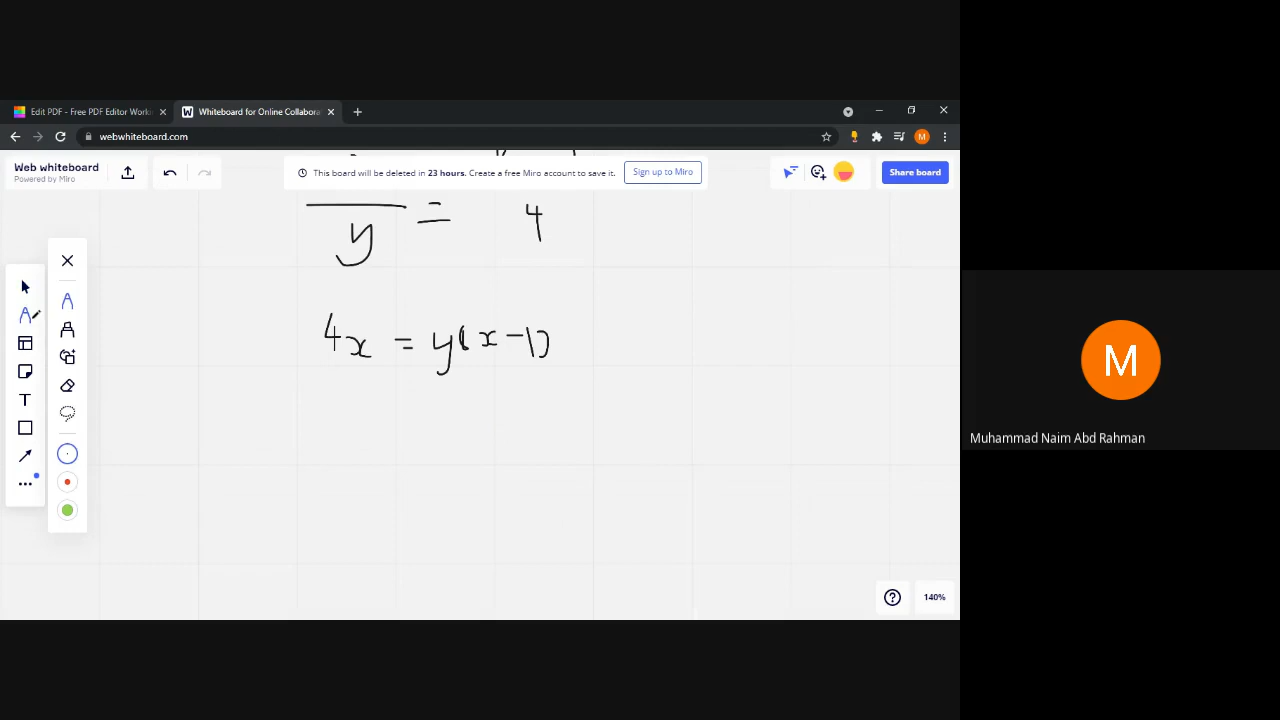 Edit PDF - Free PDF Editor Worki
Whiteboard for Online Collabora
webwhiteboard.com
M
Web whiteboard
Powered by Miro
This board will be deleted in 23 hours. Create a free Miro account to save it.
Sign up to Miro
Share board
y = 4
4x = y(x-1)
T
140%
M
Muhammad Naim Abd Rahman